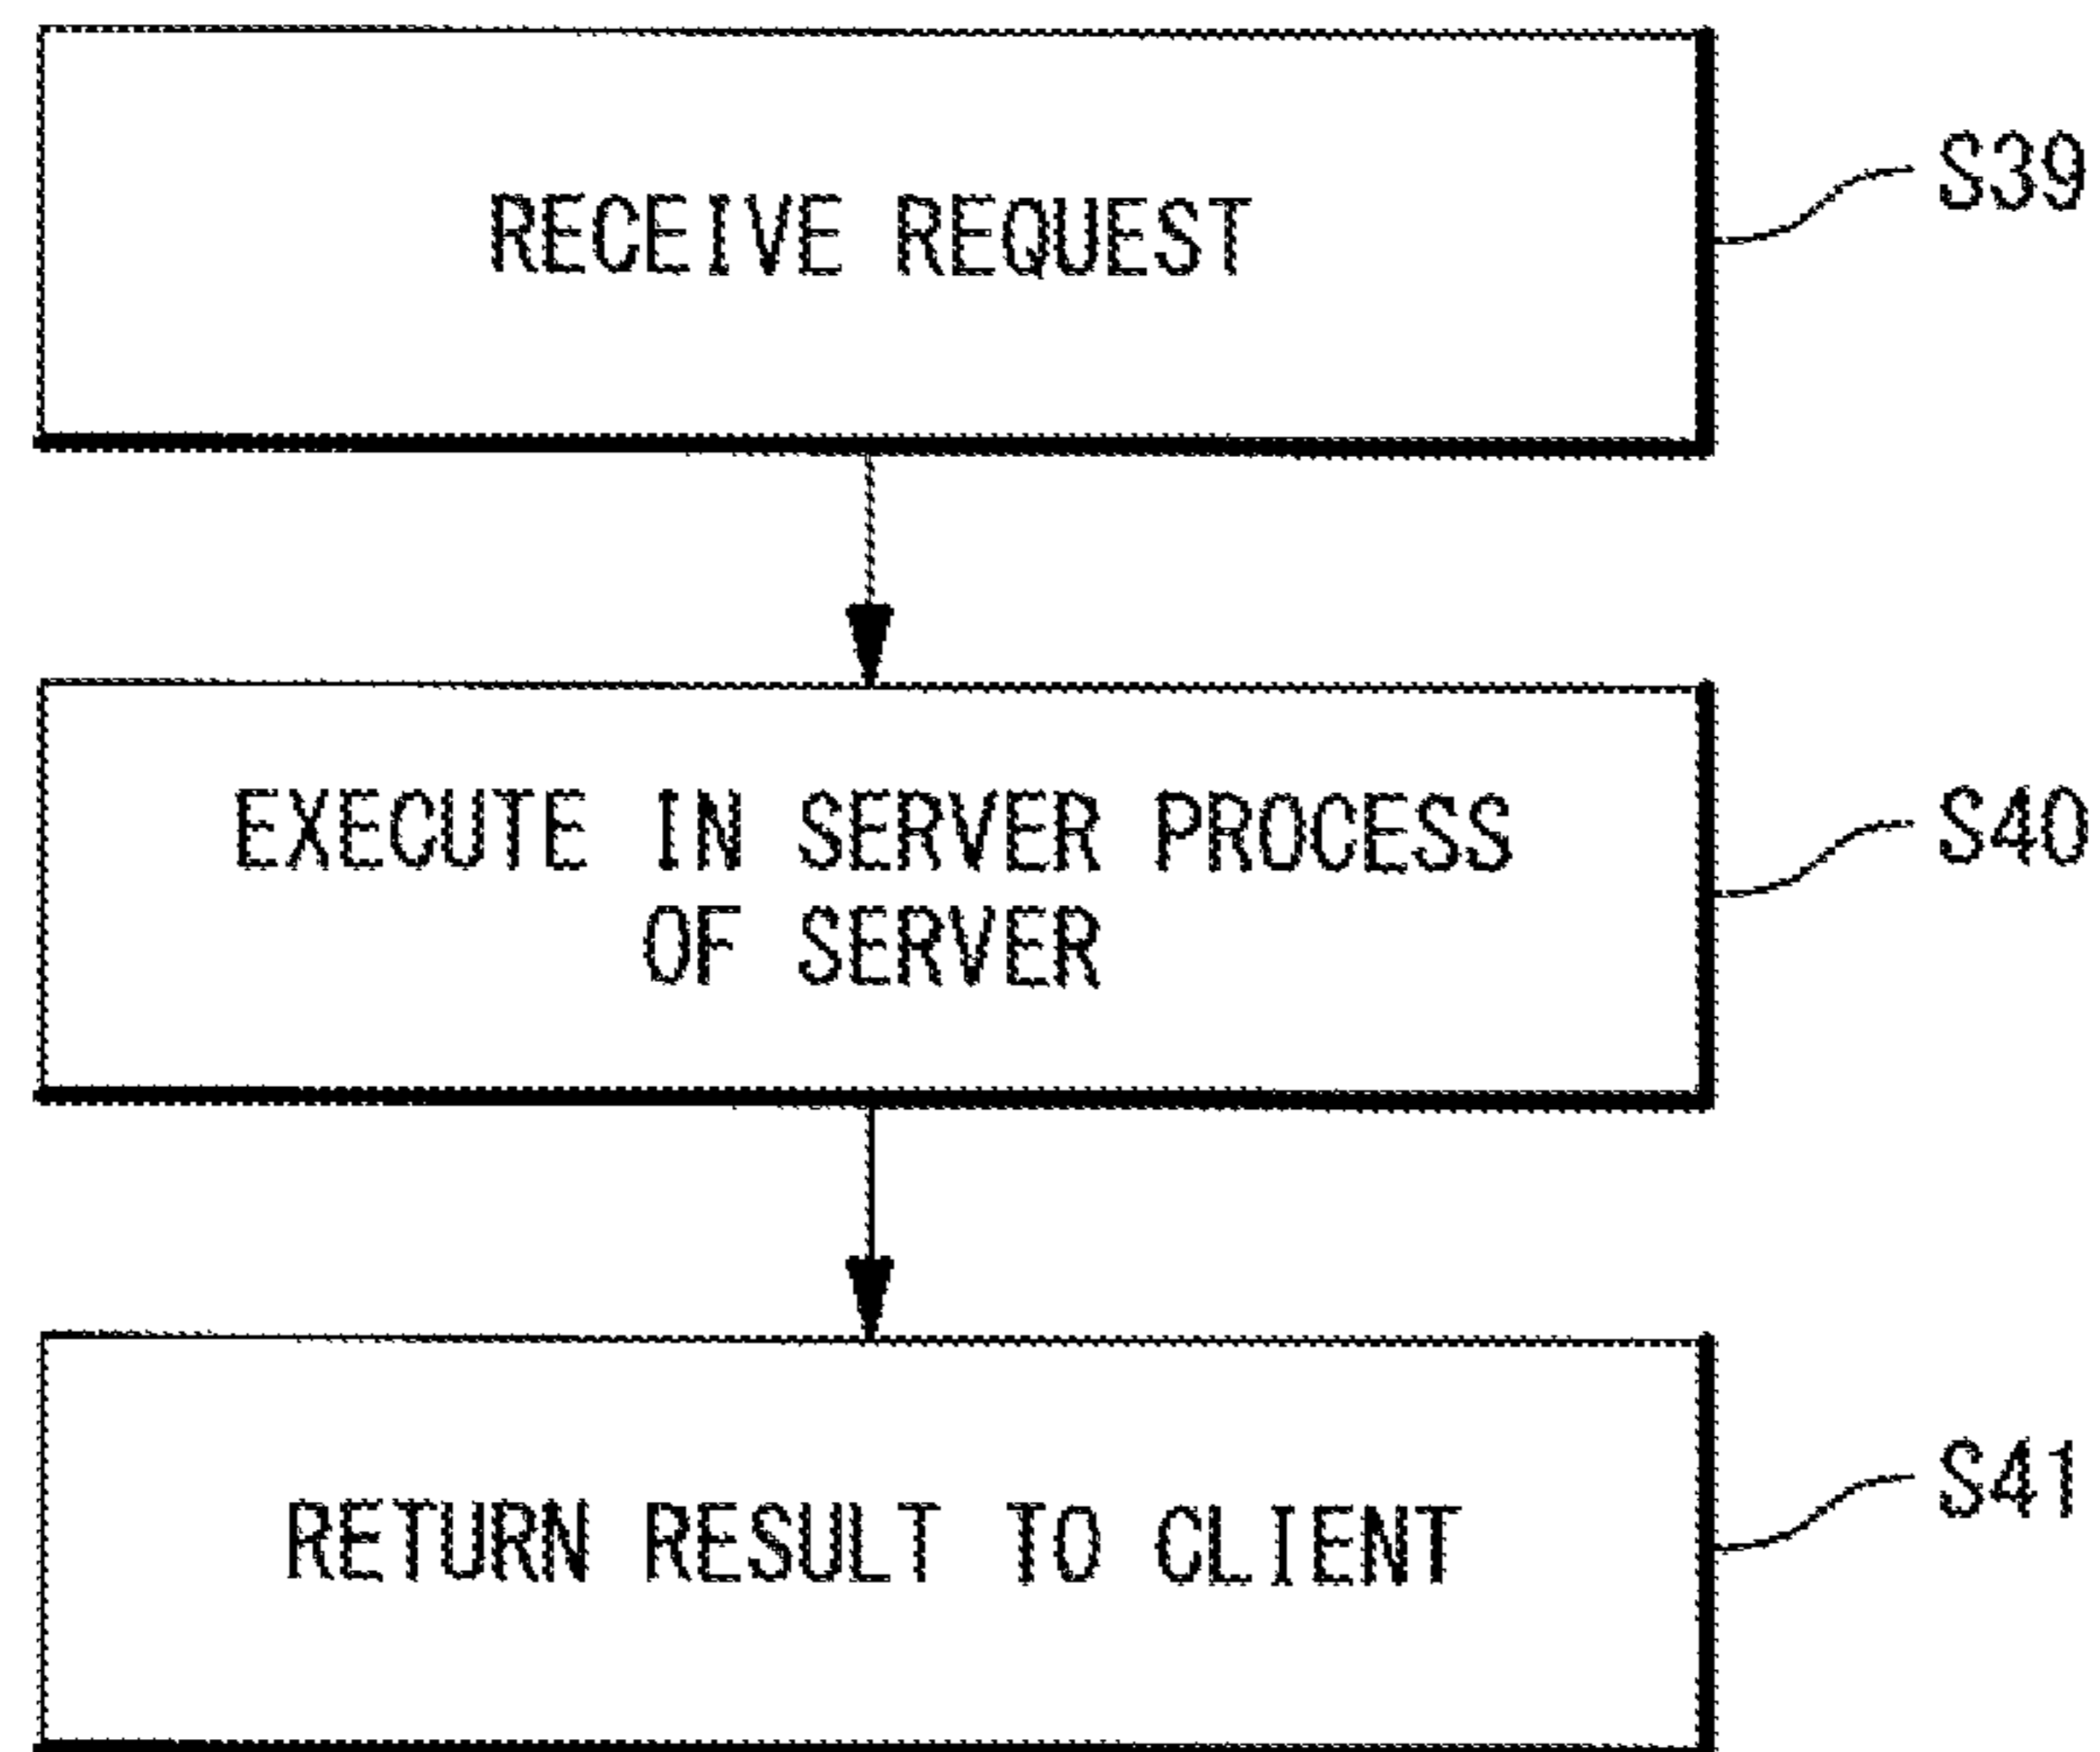 RECEIVE REQUEST
S39
EXECUTE IN SERVER PROCESS
OF SERVER
S40
RETURN RESULT TO CLIENT
S41